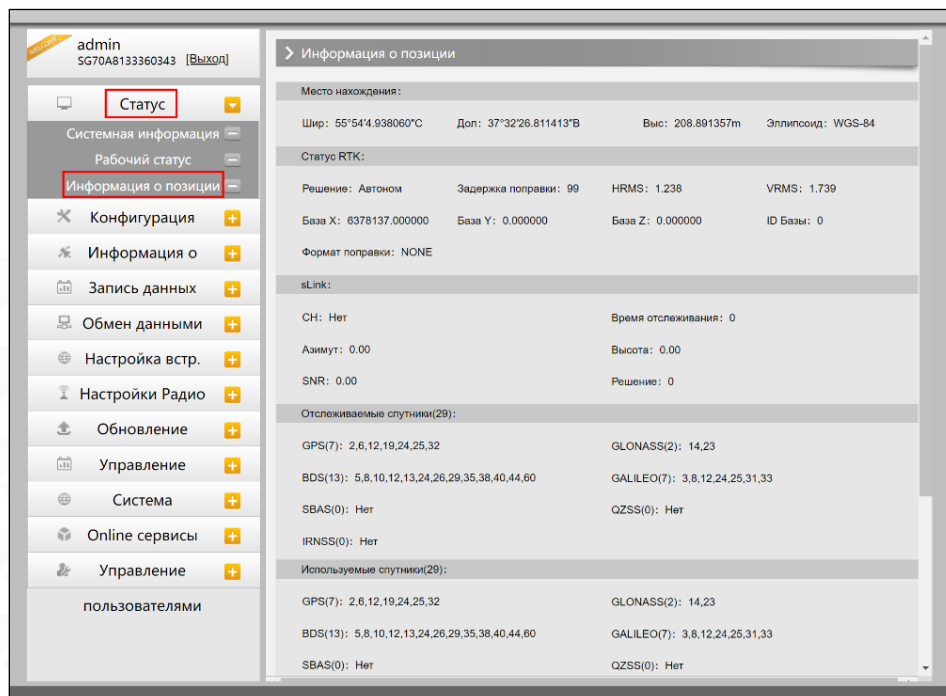 WELCOME
admin
SG70A8133360343 [Выход]
Статус
Системная информация
Рабочий статус
Информация о позиции
Конфигурация
Информация о
Запись данных
Обмен данными
Настройка встр.
Настройки Радио
Обновление
Управление
Система
Online сервисы
Управление
пользователями
Информация о позиции
Место нахождения:
Шир: 55°54'4.938060"С Дол: 37°32'26.811413"В Выс: 208.891357m Эллипсоид: WGS-84
Статус RTK:
Решение: Автоном Задержка поправки: 99 HRMS: 1.238 VRMS: 1.739
База X: 6378137.000000 База Y: 0.000000 База Z: 0.000000 ID Базы: 0
Формат поправки: NONE
sLink:
CH: Нет Время отслеживания: 0
Азимут: 0.00 Высота: 0.00
SNR: 0.00 Решение: 0
Отслеживаемые спутники(29):
GPS(7): 2,6,12,19,24,25,32 GLONASS(2): 14,23
BDS(13): 5,8,10,12,13,24,26,29,35,38,40,44,60 GALILEO(7): 3,8,12,24,25,31,33
SBAS(0): Нет QZSS(0): Нет
IRNSS(0): Нет
Используемые спутники(29):
GPS(7): 2,6,12,19,24,25,32 GLONASS(2): 14,23
BDS(13): 5,8,10,12,13,24,26,29,35,38,40,44,60 GALILEO(7): 3,8,12,24,25,31,33
SBAS(0): Нет QZSS(0): Нет